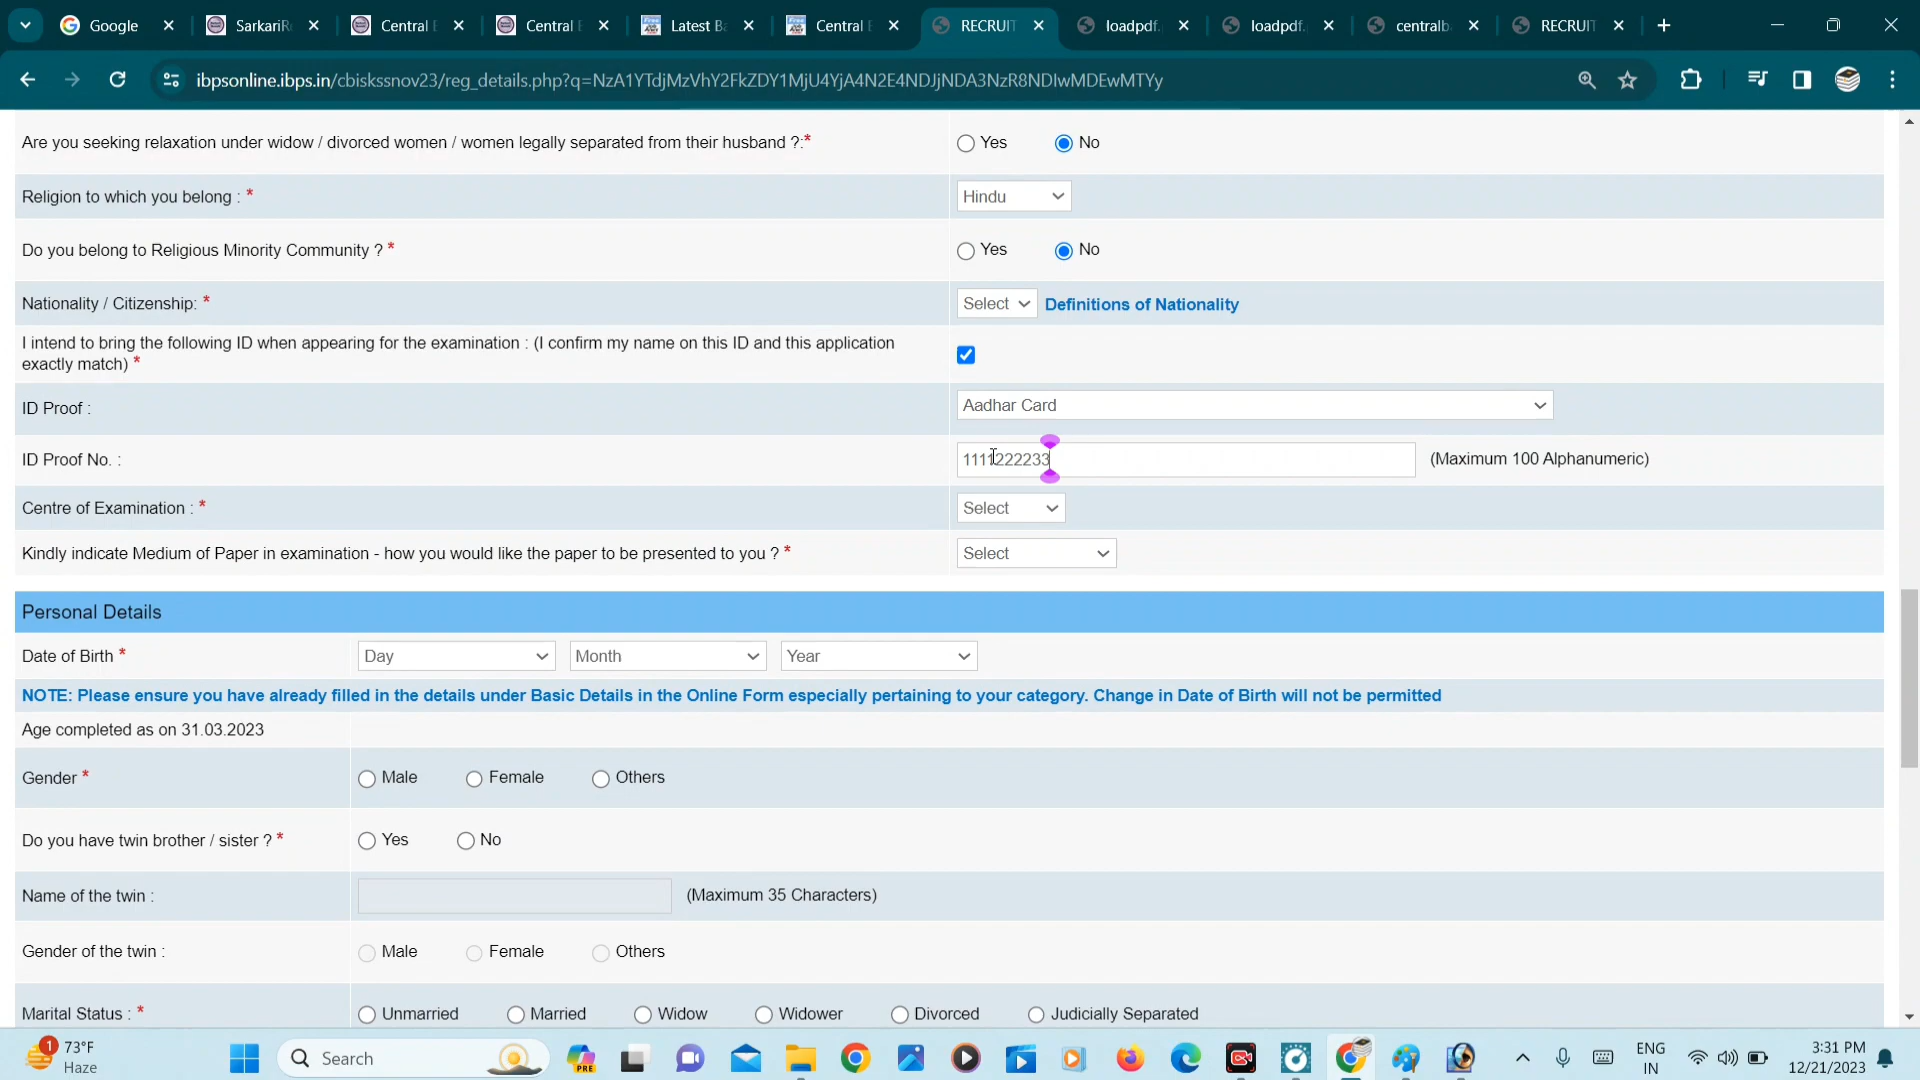 Google
SarkariR
Central E
Central E
Latest Ba
Central E
RECRUIT
loadpdf.
loadpdf.
centralb
RECRUIT
ibpsonline.ibps.in/cbiskssnov23/reg_details.php?q=NzA1YTdjMzVhY2FkZDY1MjU4YjA4N2E4NDJjNDA3NzR8NDIwMDEwMTYy
Are you seeking relaxation under widow / divorced women / women legally separated from their husband ?:*
Yes No
Religion to which you belong : *
Hindu
Do you belong to Religious Minority Community ? *
Yes No
Nationality / Citizenship: *
Select Definitions of Nationality
I intend to bring the following ID when appearing for the examination : (I confirm my name on this ID and this application
exactly match) *
ID Proof :
Aadhar Card
ID Proof No. :
1111222233 (Maximum 100 Alphanumeric)
Centre of Examination : *
Select
Kindly indicate Medium of Paper in examination - how you would like the paper to be presented to you ? *
Select
Personal Details
Date of Birth *
Day Month Year
NOTE: Please ensure you have already filled in the details under Basic Details in the Online Form especially pertaining to your category. Change in Date of Birth will not be permitted
Age completed as on 31.03.2023
Gender *
Male Female Others
Do you have twin brother / sister ? *
Yes No
Name of the twin :
(Maximum 35 Characters)
Gender of the twin :
Male Female Others
Marital Status : *
Unmarried Married Widow Widower Divorced Judicially Separated
1
73°F
Haze
Search
PRE
ENG
IN
3:31 PM
12/21/2023